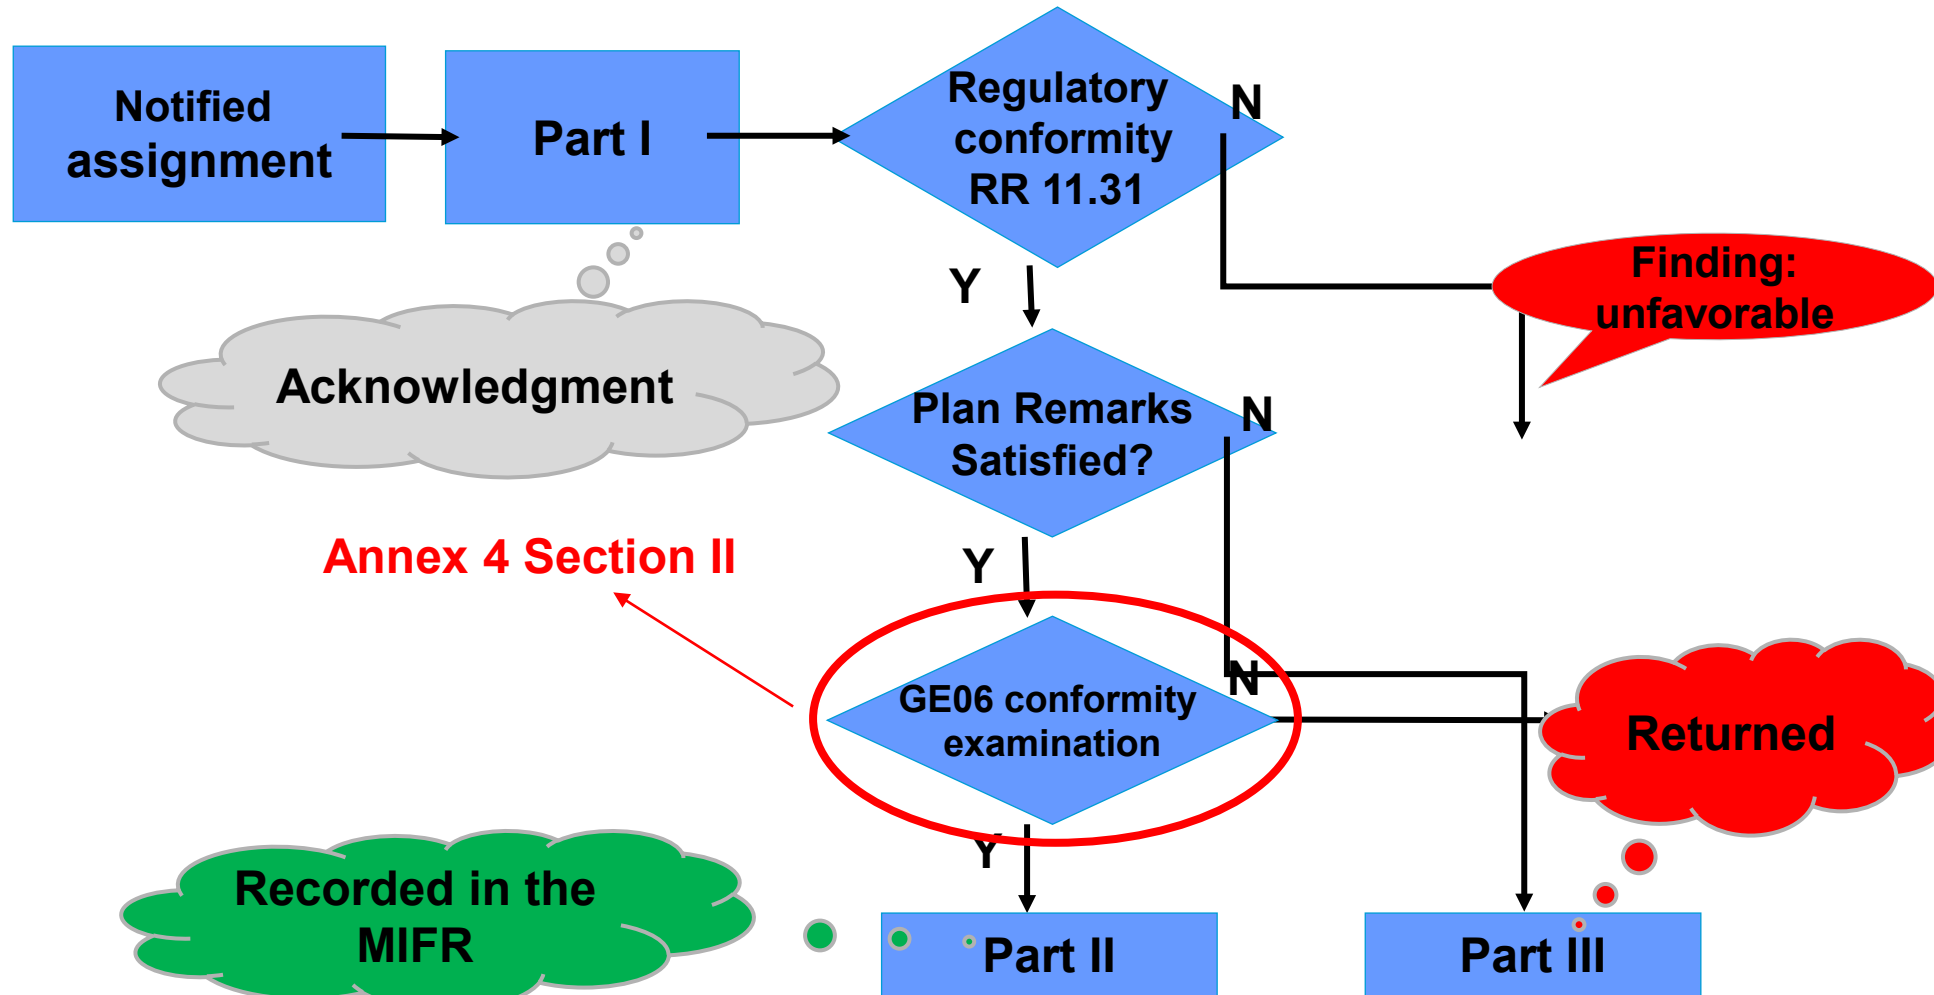 Notified
assignment
Part I
Regulatory
conformity
RR 11.31
N
Finding:
unfavorable
Y
Acknowledgment
Plan Remarks
Satisfied?
N
Annex 4 Section II
Y
GE06 conformity
examination
N
Returned
Y
Recorded in the
MIFR
Part II
Part III